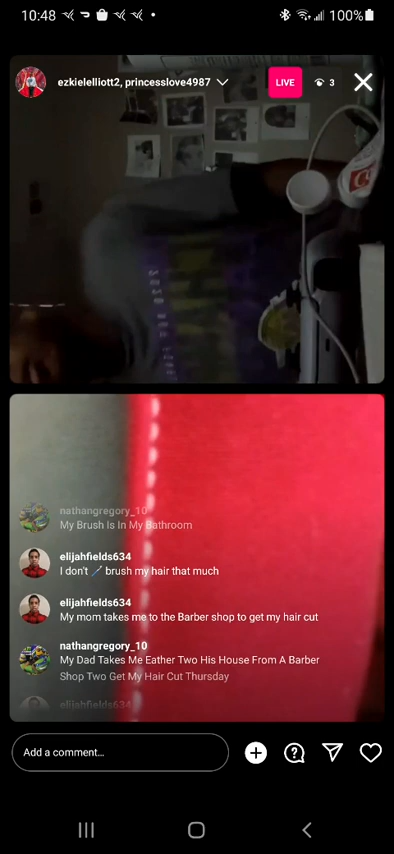 10:48
100%
ezkielelliott2, princesslove4987
LIVE
3
nathangregory_10
My Brush Is In My Bathroom
elijahfields634
I don't 🪥 brush my hair that much
elijahfields634
My mom takes me to the Barber shop to get my hair cut
nathangregory_10
My Dad Takes Me Eather Two His House From A Barber
Shop Two Get My Hair Cut Thursday
elijahfields634
Add a comment...